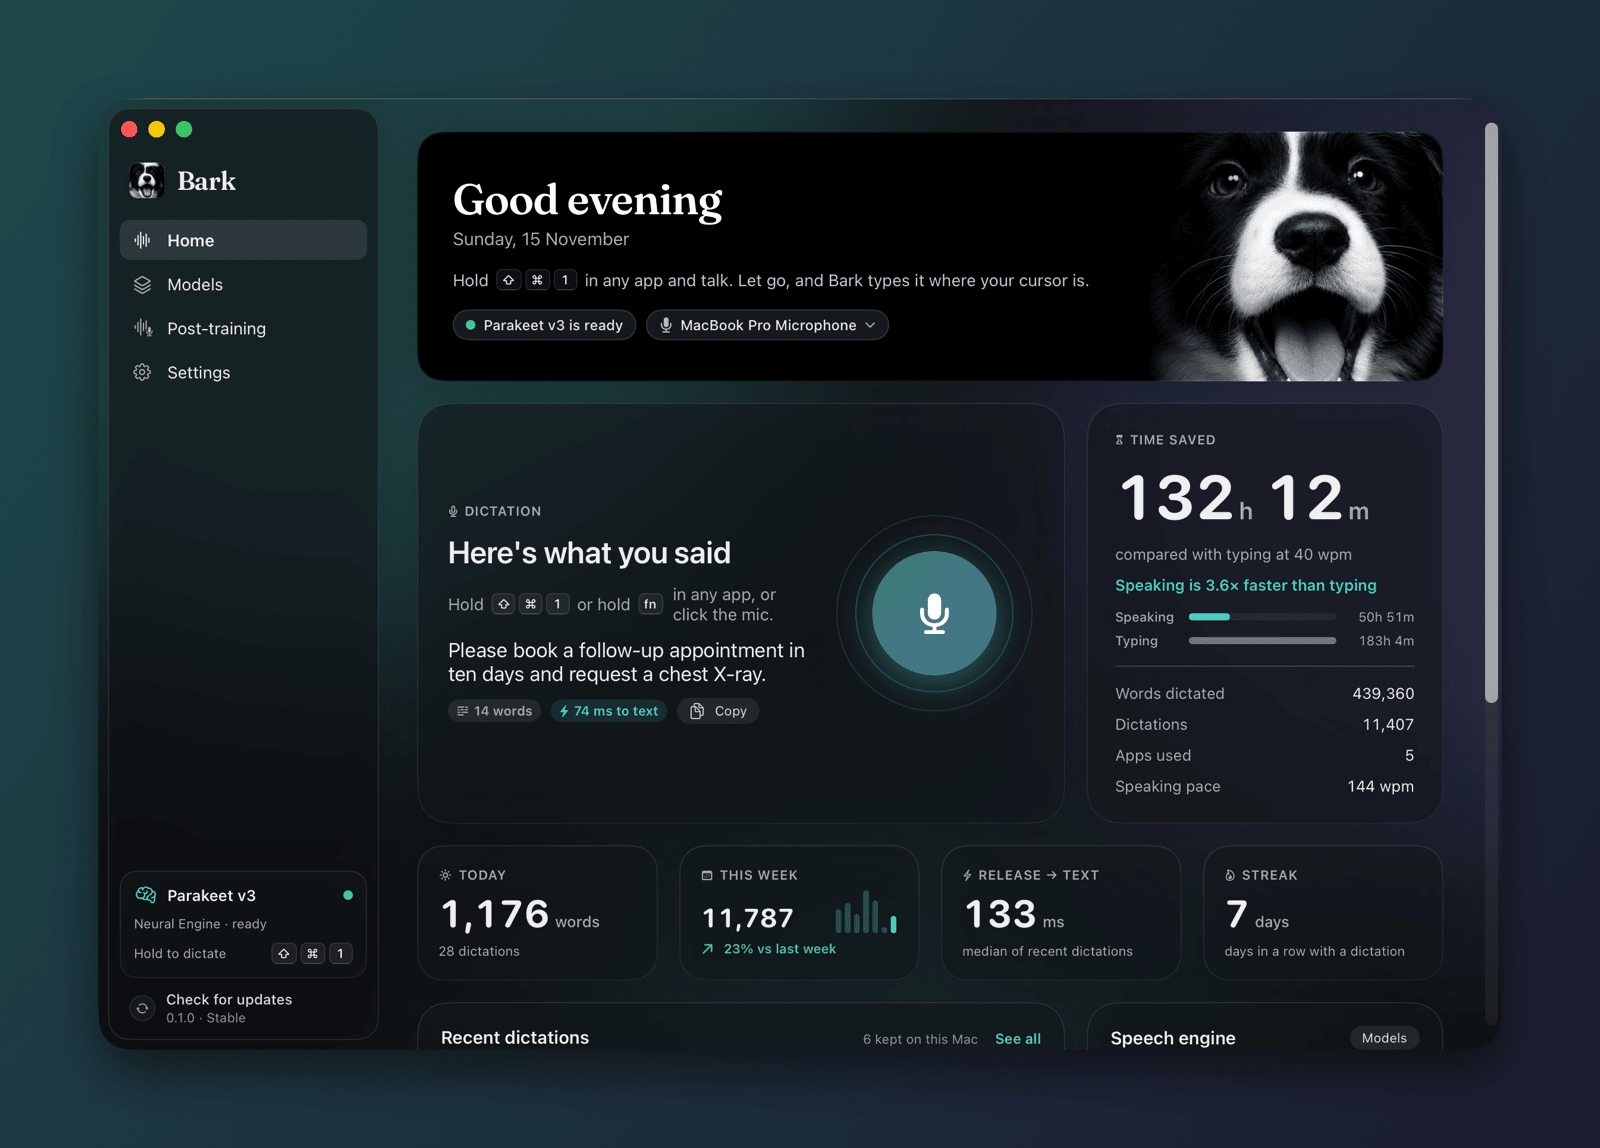 Bark
Home
Models
Post-training
Settings
Parakeet v3
Neural Engine · ready
Hold to dictate ⇧ ⌘ 1
Check for updates
0.1.0 · Stable
Good evening
Sunday, 15 November
Hold ⇧ ⌘ 1 in any app and talk. Let go, and Bark types it where your cursor is.
Parakeet v3 is ready
MacBook Pro Microphone
DICTATION
Here's what you said
Hold ⇧ ⌘ 1 or hold fn in any app, or
click the mic.
Please book a follow-up appointment in
ten days and request a chest X-ray.
14 words
74 ms to text
Copy
TIME SAVED
132h 12m
compared with typing at 40 wpm
Speaking is 3.6× faster than typing
Speaking 50h 51m
Typing 183h 4m
Words dictated 439,360
Dictations 11,407
Apps used 5
Speaking pace 144 wpm
TODAY
1,176 words
28 dictations
THIS WEEK
11,787
23% vs last week
RELEASE → TEXT
133 ms
median of recent dictations
STREAK
7 days
days in a row with a dictation
Recent dictations
6 kept on this Mac See all
Speech engine
Models